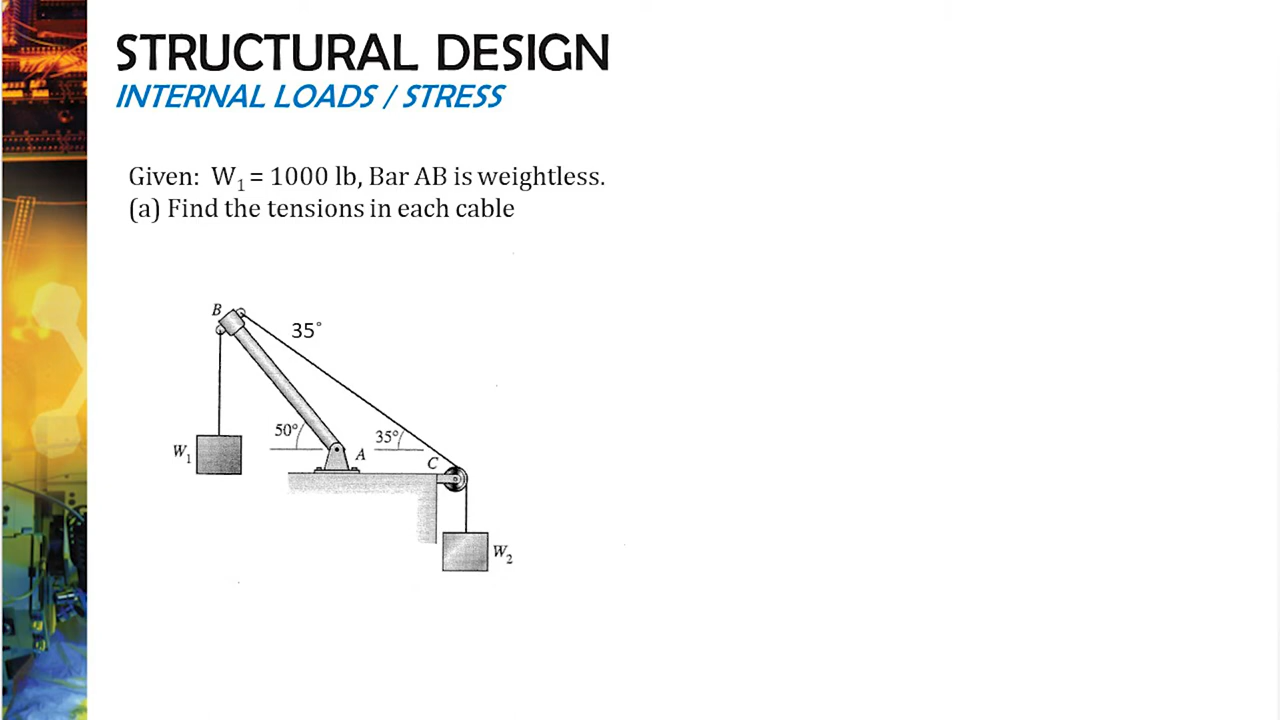 STRUCTURAL DESIGN
INTERNAL LOADS / STRESS
Given: W₁ = 1000 lb, Bar AB is weightless.
(a) Find the tensions in each cable
B
35°
50°
35°
W₁
A
C
W₂